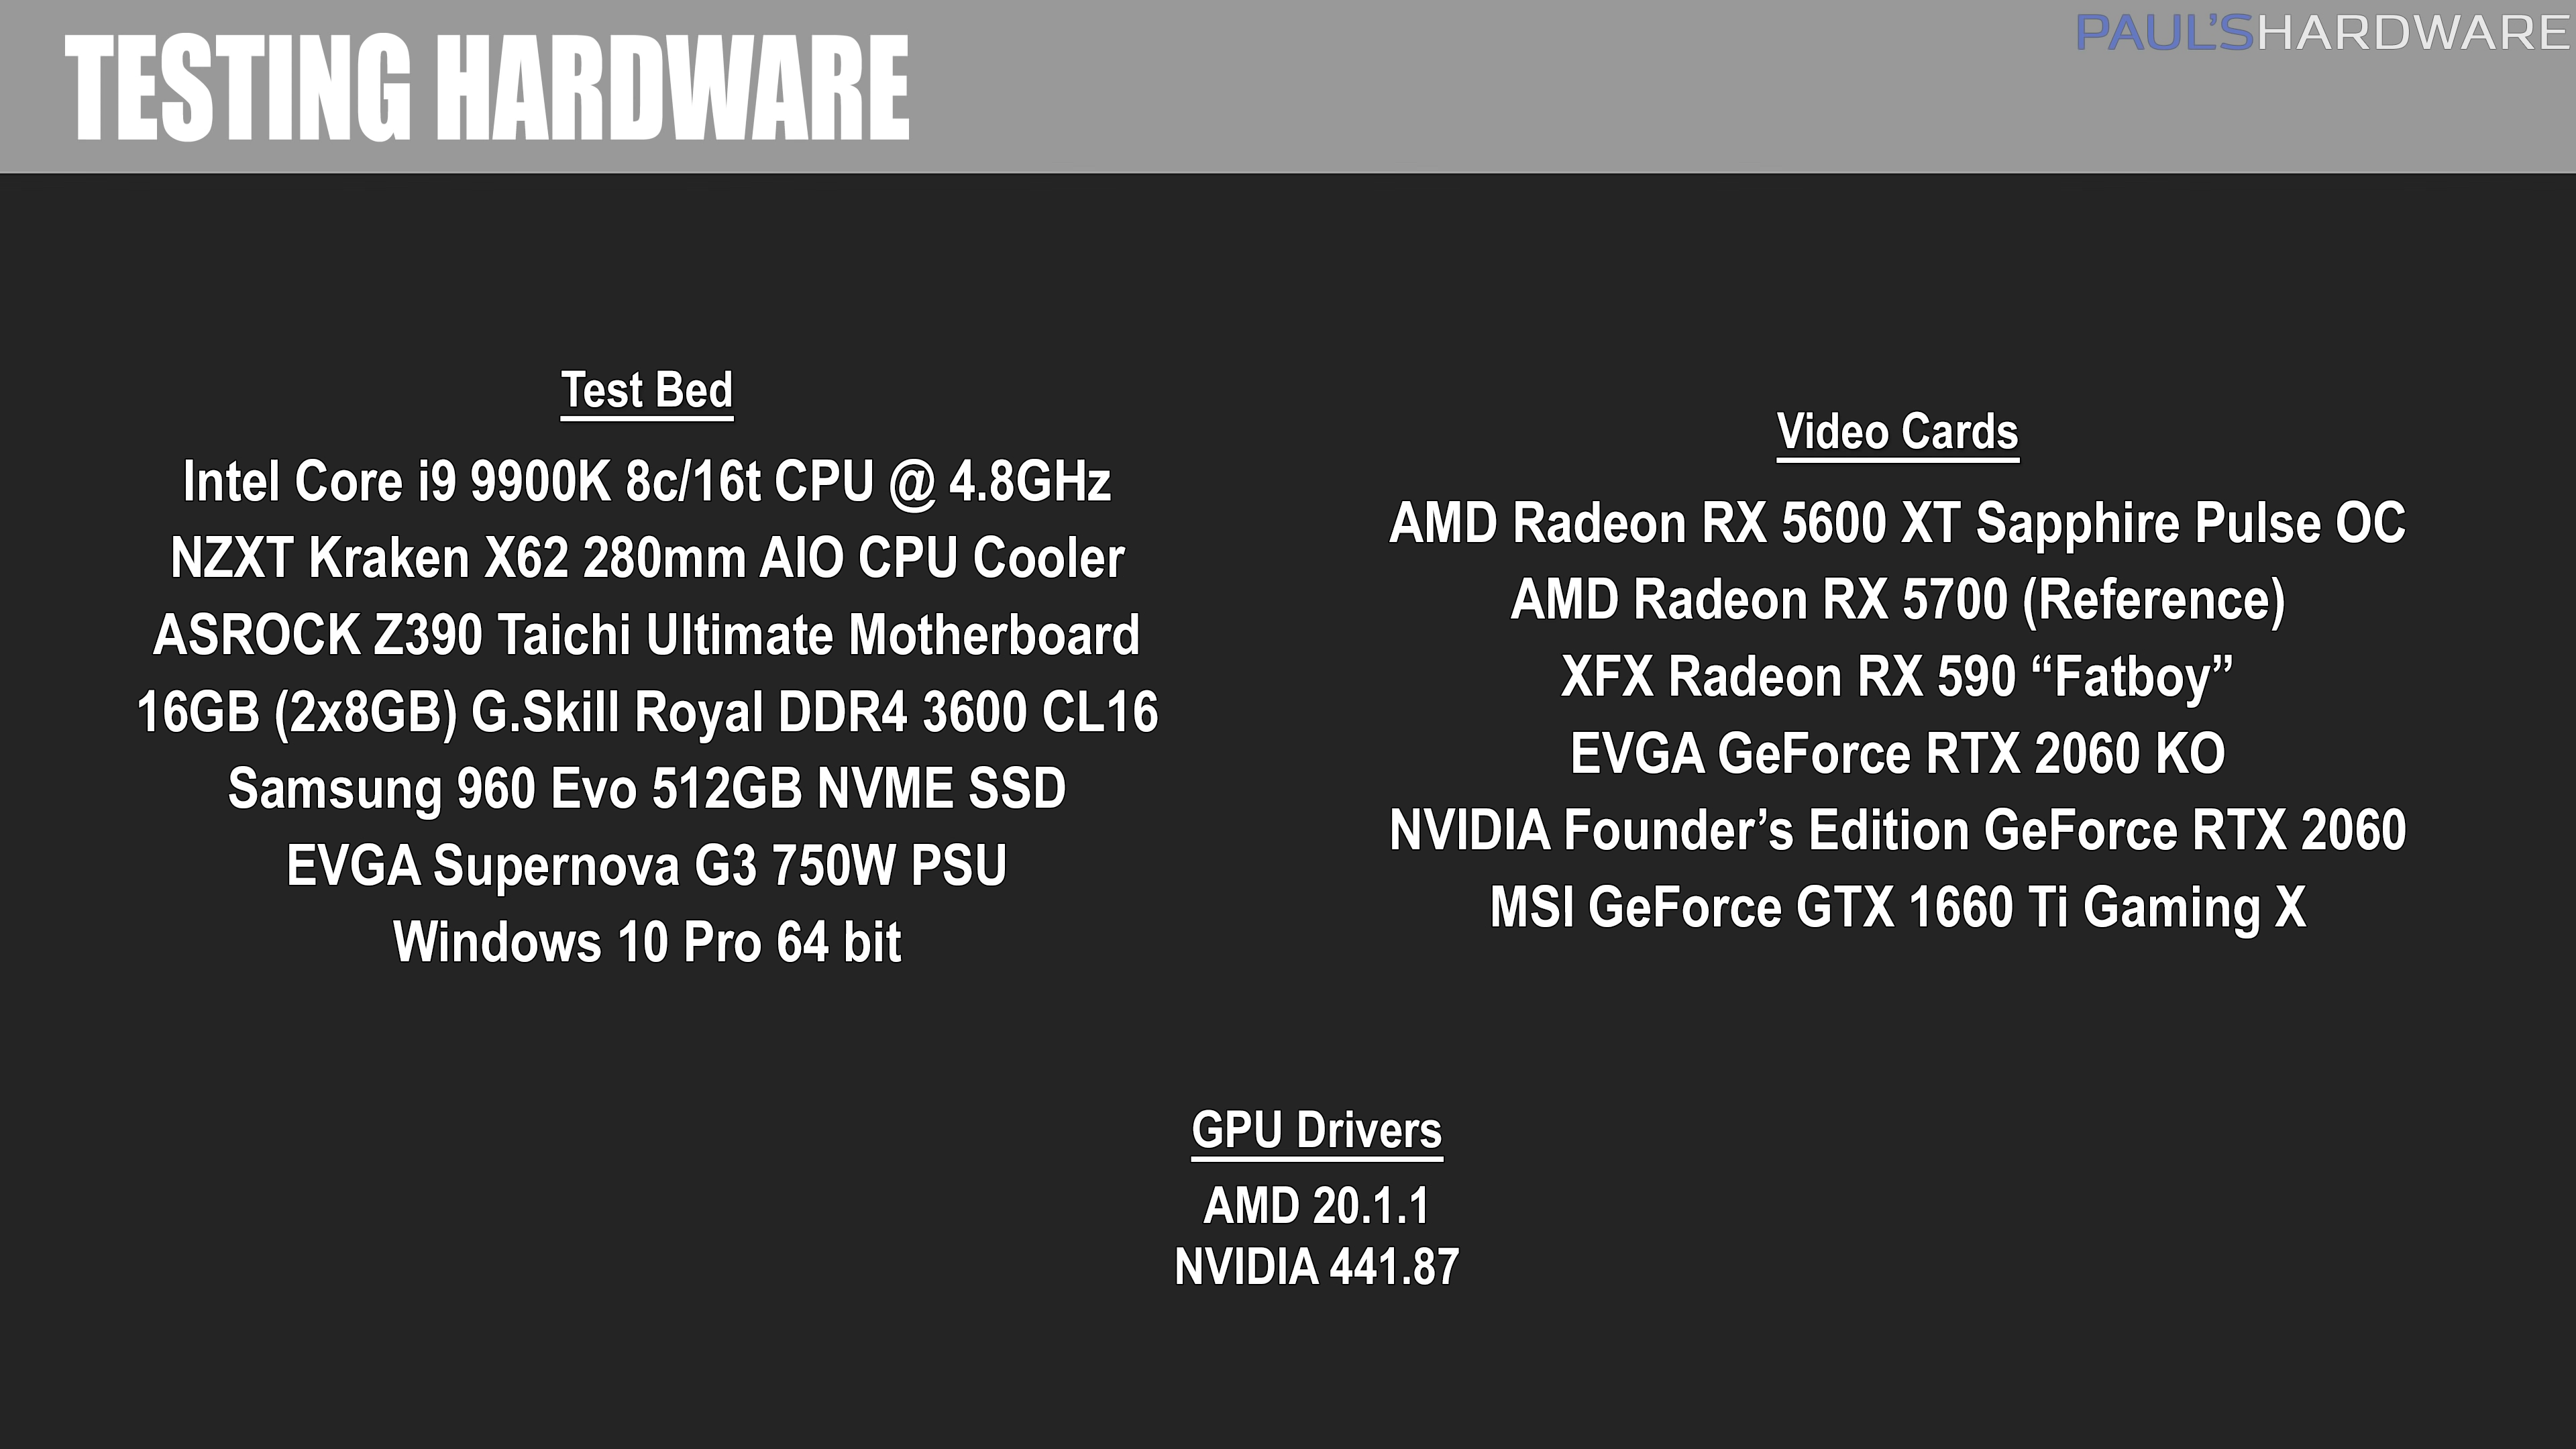 TESTING HARDWARE
PAUL'SHARDWARE
Test Bed
Intel Core i9 9900K 8c/16t CPU @ 4.8GHz
NZXT Kraken X62 280mm AIO CPU Cooler
ASROCK Z390 Taichi Ultimate Motherboard
16GB (2x8GB) G.Skill Royal DDR4 3600 CL16
Samsung 960 Evo 512GB NVME SSD
EVGA Supernova G3 750W PSU
Windows 10 Pro 64 bit
Video Cards
AMD Radeon RX 5600 XT Sapphire Pulse OC
AMD Radeon RX 5700 (Reference)
XFX Radeon RX 590 “Fatboy”
EVGA GeForce RTX 2060 KO
NVIDIA Founder’s Edition GeForce RTX 2060
MSI GeForce GTX 1660 Ti Gaming X
GPU Drivers
AMD 20.1.1
NVIDIA 441.87